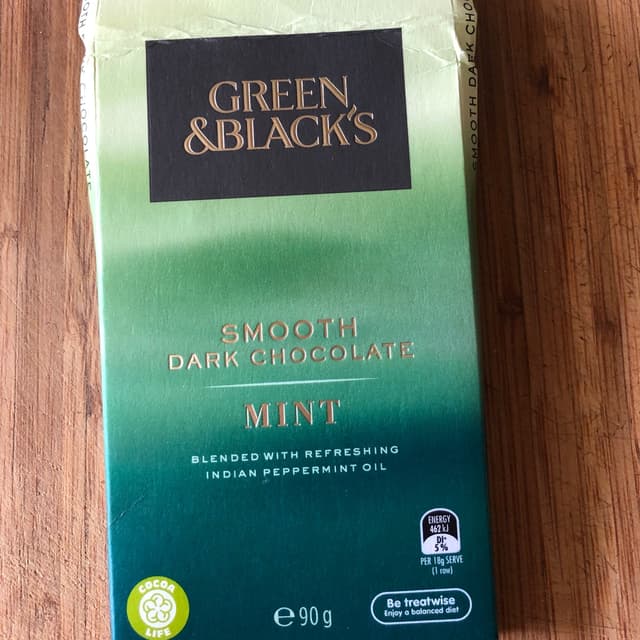 GREEN
&BLACK'S
SMOOTH
DARK CHOCOLATE
MINT
BLENDED WITH REFRESHING
INDIAN PEPPERMINT OIL
ENERGY
462 kJ
DI*
5%
PER 18g SERVE
(1 row)
COCOA
LIFE
℮ 90 g
Be treatwise
Enjoy a balanced diet
CHOCOLATE
SMOOTH DARK